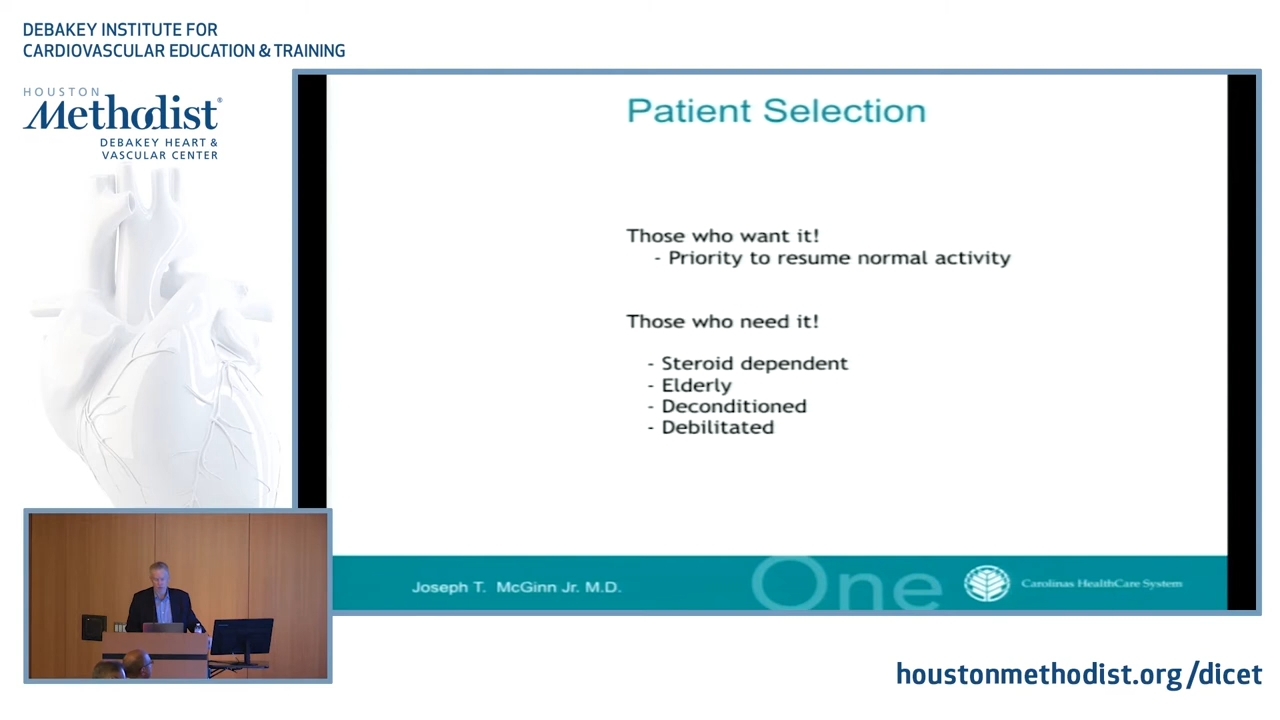 DEBAKEY INSTITUTE FOR
CARDIOVASCULAR EDUCATION & TRAINING
HOUSTON
Methodist®
DEBAKEY HEART &
VASCULAR CENTER
Patient Selection
Those who want it!
- Priority to resume normal activity
Those who need it!
- Steroid dependent
- Elderly
- Deconditioned
- Debilitated
Joseph T. McGinn Jr. M.D.
One
Carolinas HealthCare System
houstonmethodist.org/dicet